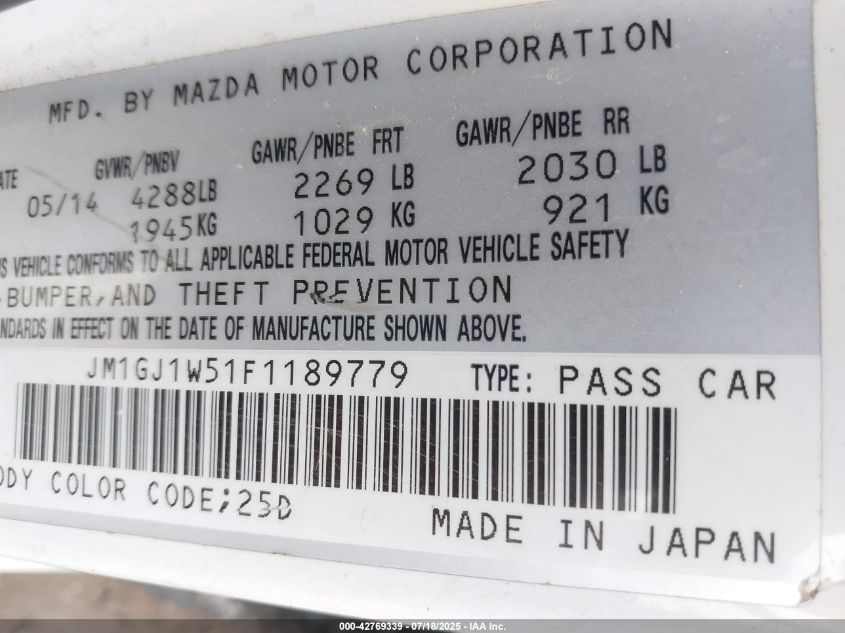 MFD. BY MAZDA MOTOR CORPORATION
ATE GVWR/PNBV GAWR/PNBE FRT GAWR/PNBE RR
05/14 4288LB 2269 LB 2030 LB
1945KG 1029 KG 921 KG
S VEHICLE CONFORMS TO ALL APPLICABLE FEDERAL MOTOR VEHICLE SAFETY
BUMPER,AND THEFT PREVENTION
NDARDS IN EFFECT ON THE DATE OF MANUFACTURE SHOWN ABOVE.
JM1GJ1W51F1189779 TYPE: PASS CAR
ODY COLOR CODE;25D
MADE IN JAPAN
000-42769339 - 07/18/2025 - IAA Inc.